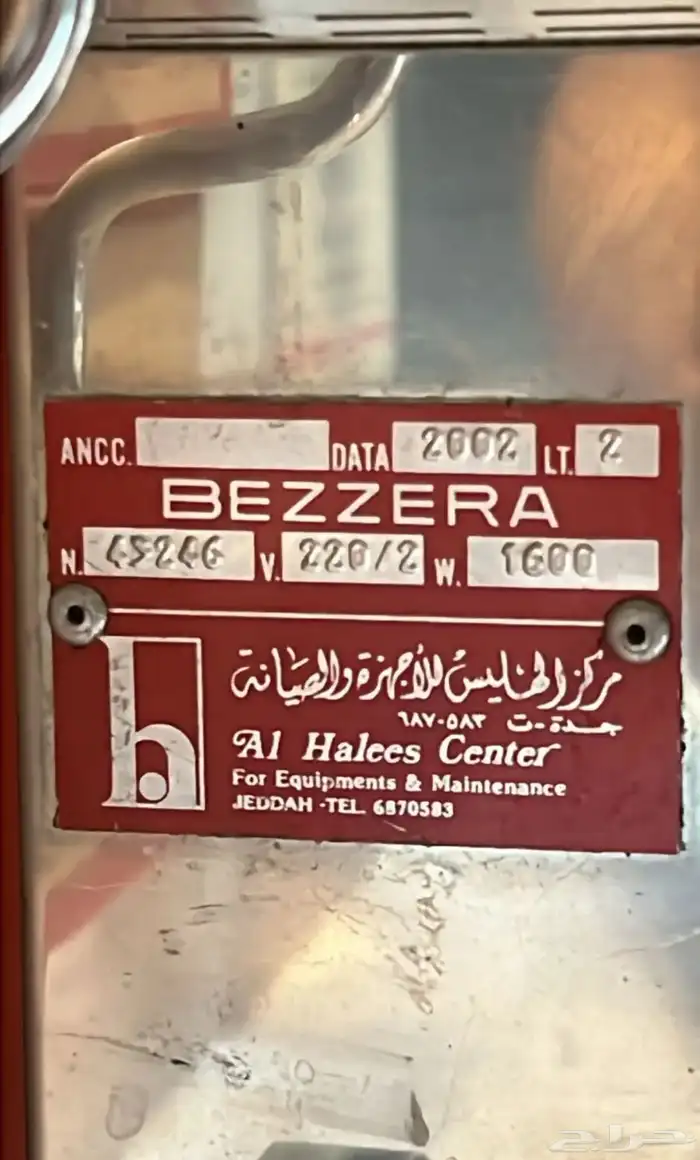 ANCC. DATA 2002 LT. 2
BEZZERA
N. 45246 V. 220/2 W. 1600
مركز الهليس للأجهزة والصيانة
جدة - ت ٦٨٧٠٥٨٣
Al Halees Center
For Equipments & Maintenance
JEDDAH -TEL 6870583
حراج